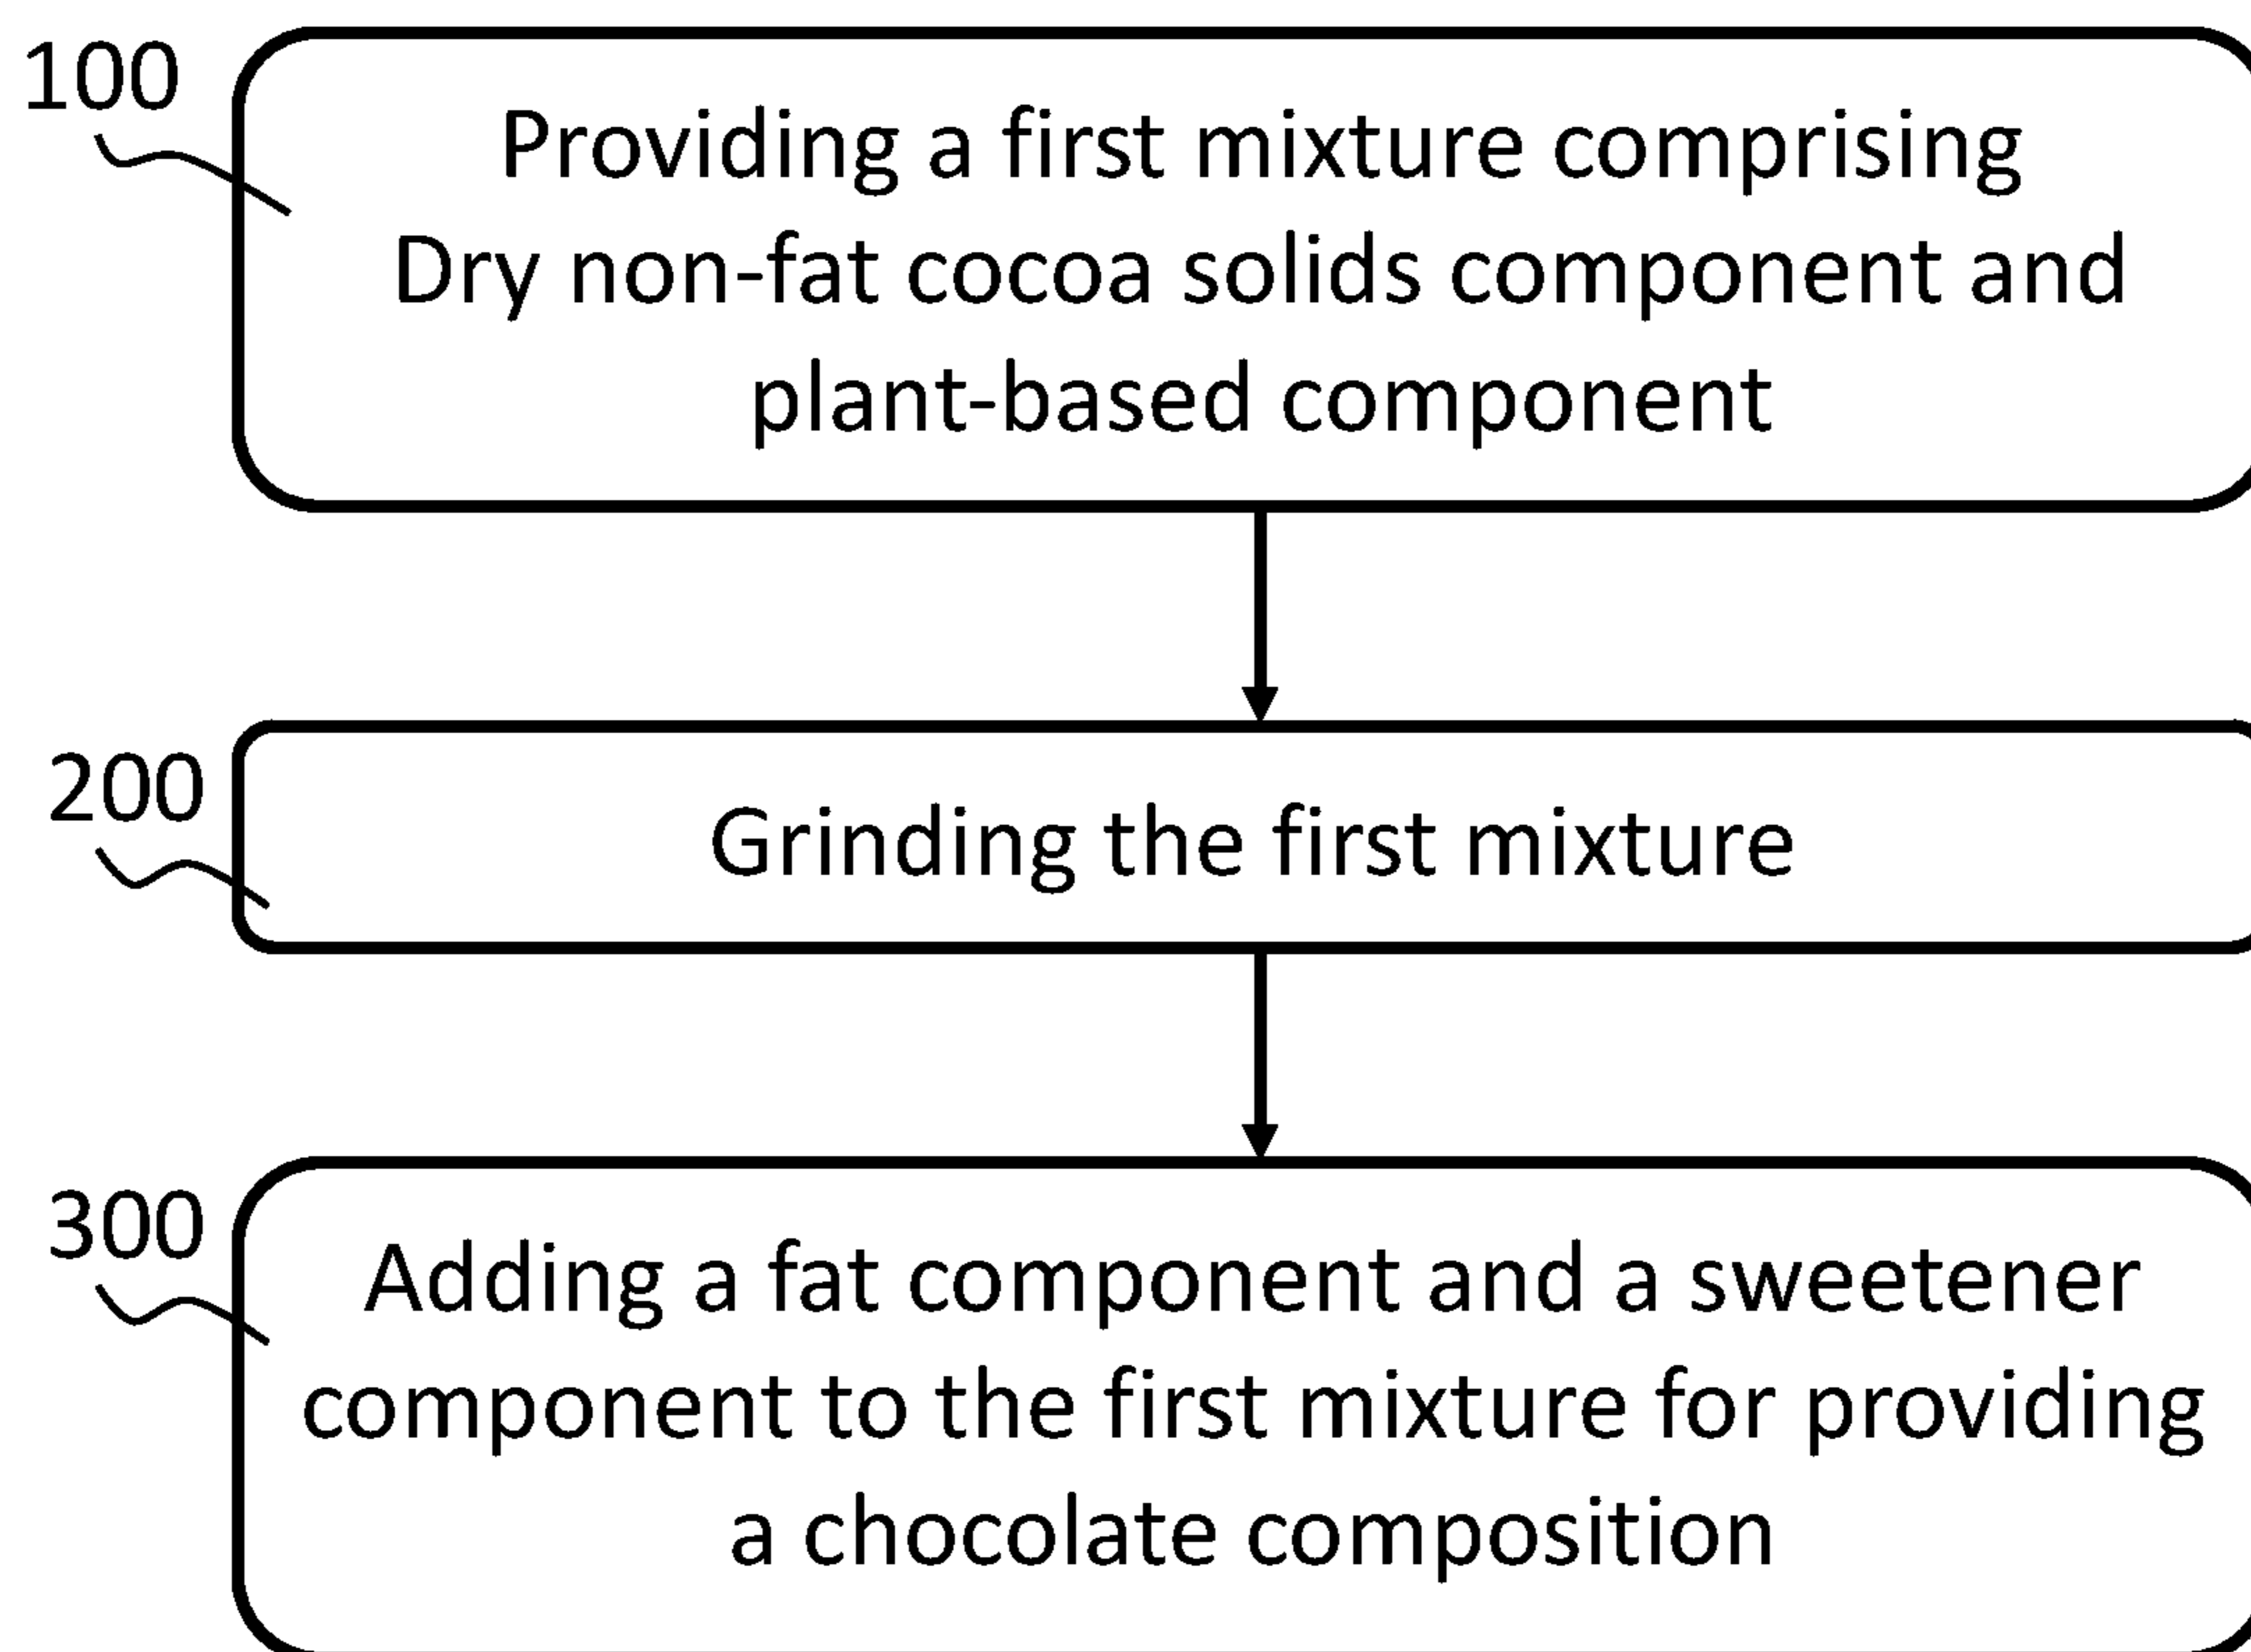 100
Providing a first mixture comprising
Dry non-fat cocoa solids component and
plant-based component
200
Grinding the first mixture
300
Adding a fat component and a sweetener
component to the first mixture for providing
a chocolate composition